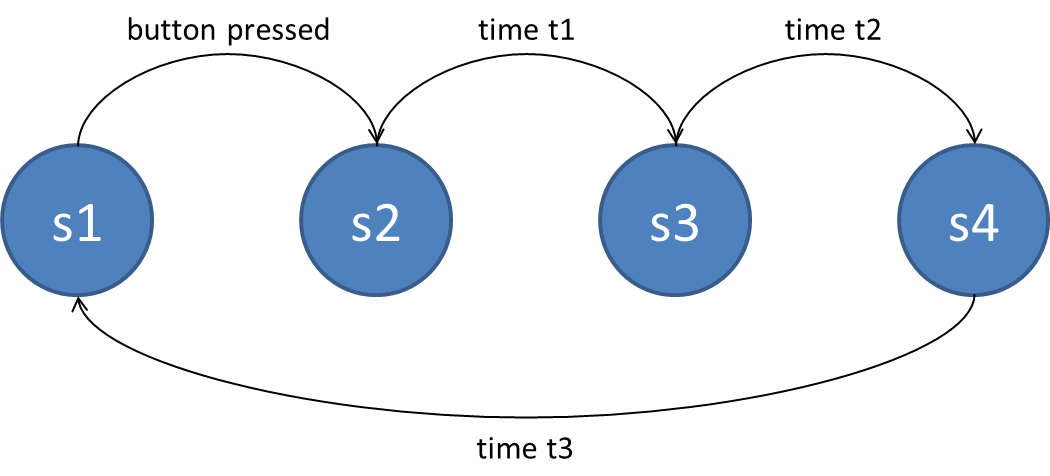 button pressed
time t1
time t2
s1
s2
s3
s4
time t3